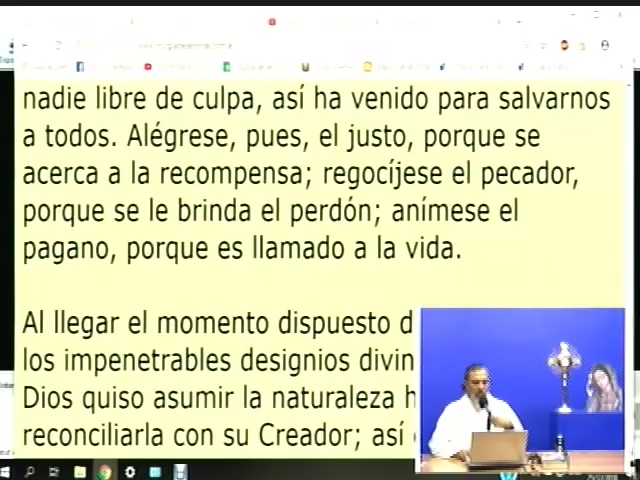 nadie libre de culpa, así ha venido para salvarnos
a todos. Alégrese, pues, el justo, porque se
acerca a la recompensa; regocíjese el pecador,
porque se le brinda el perdón; anímese el
pagano, porque es llamado a la vida.
Al llegar el momento dispuesto
los impenetrables designios
Dios quiso asumir la naturaleza
reconciliarla con su Creador; así